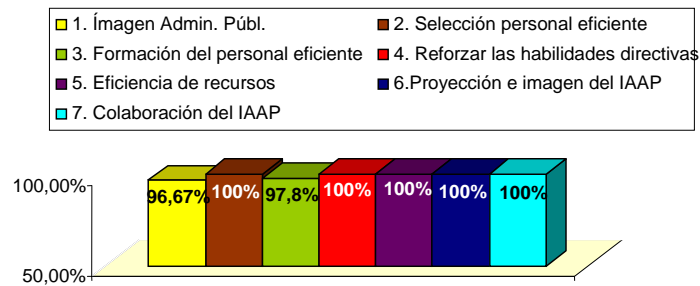 1. Ímagen Admin. Públ.
2. Selección personal eficiente
3. Formación del personal eficiente
4. Reforzar las habilidades directivas
5. Eficiencia de recursos
6.Proyección e imagen del IAAP
7. Colaboración del IAAP
100,00%
96,67%
100%
97,8%
100%
100%
100%
100%
50,00%